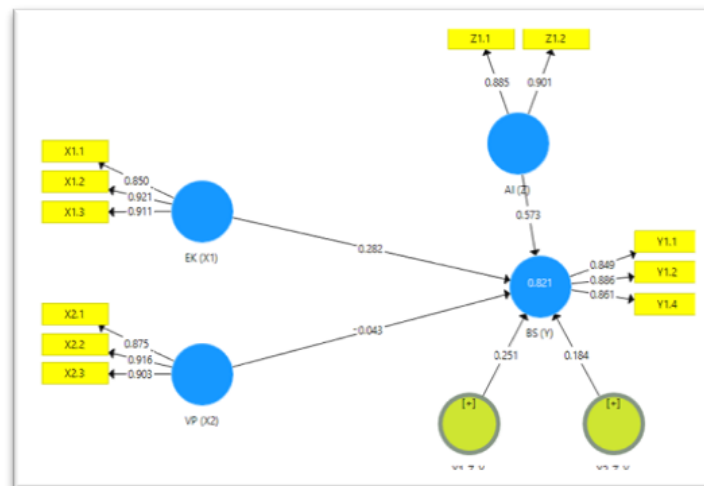 Z1.1 Z1.2
0.885 0.901
AI (Z)
0.573
X1.1
X1.2
X1.3
0.850
0.921
0.911
EK (X1)
0.282
X2.1
X2.2
X2.3
0.875
0.916
0.903
VP (X2)
-0.043
0.821
BS (Y)
0.849
0.886
0.861
Y1.1
Y1.2
Y1.4
0.251 0.184
[+] [+]